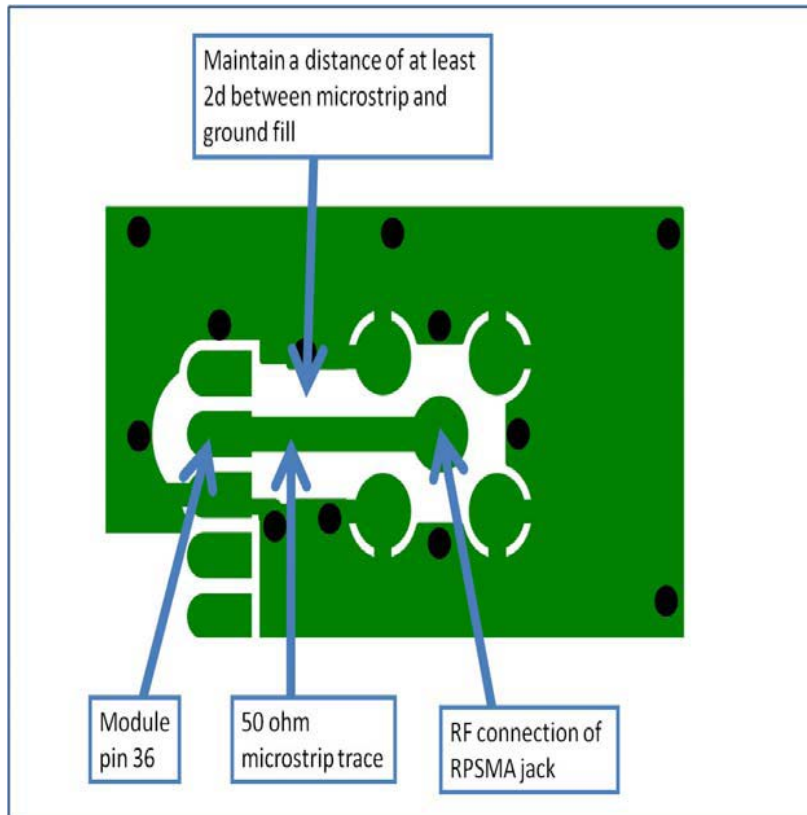 Maintain a distance of at least
2d between microstrip and
ground fill
Module
pin 36
50 ohm
microstrip trace
RF connection of
RPSMA jack